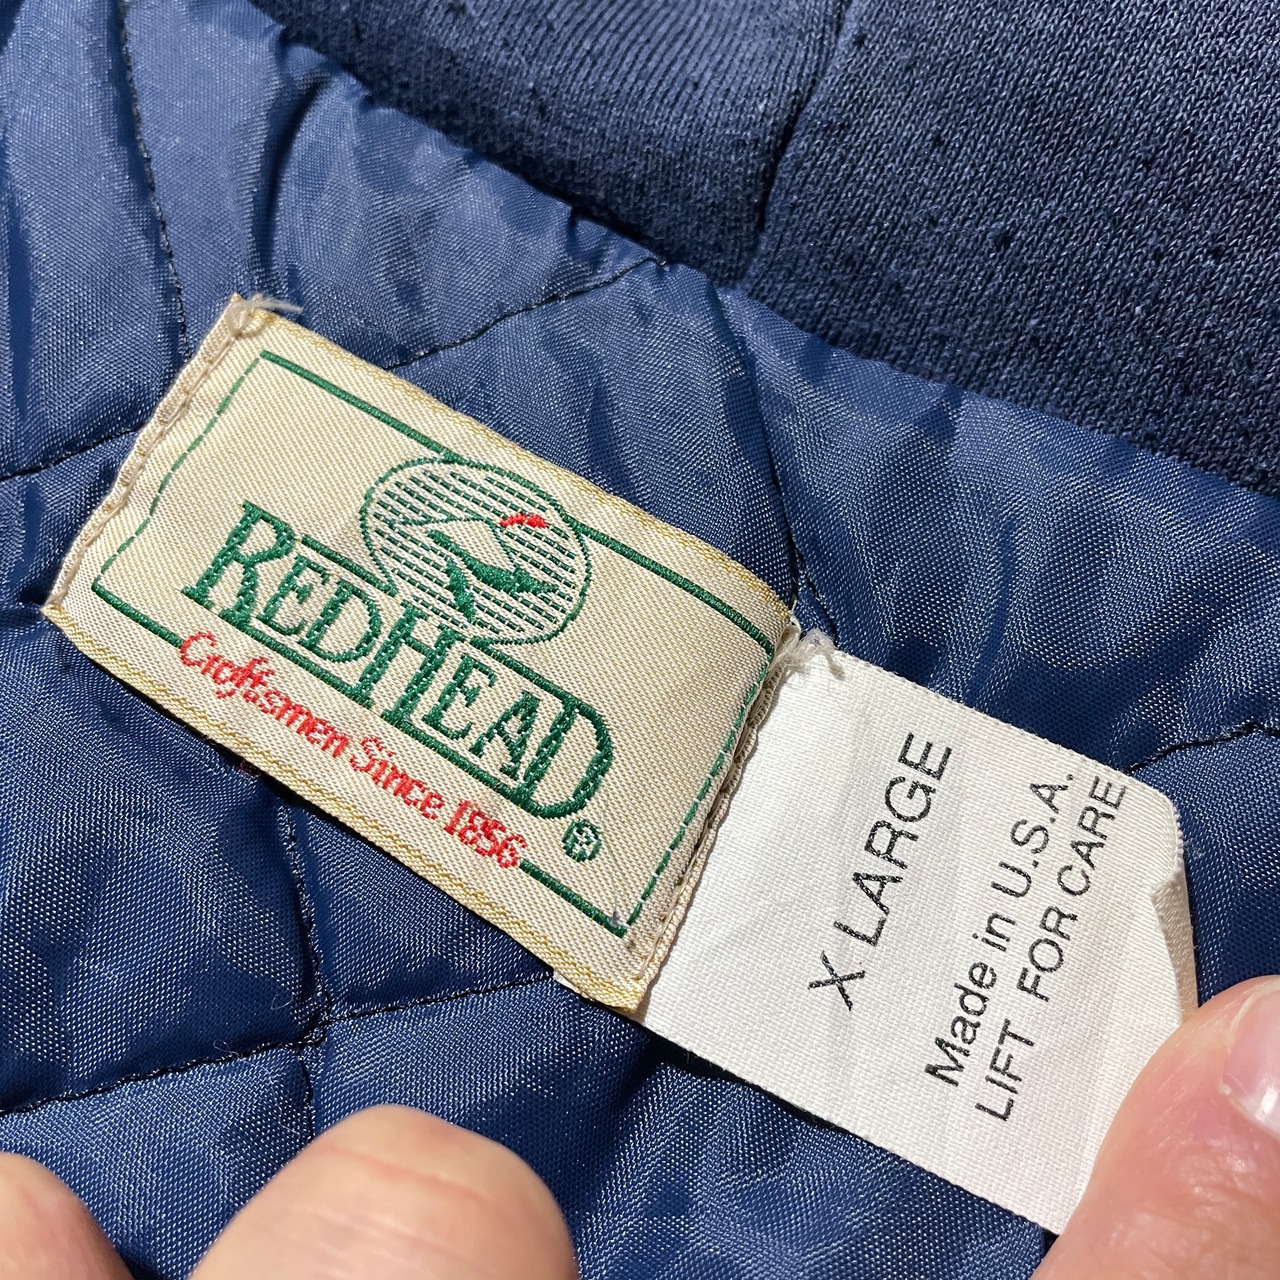 REDHEAD®
Craftsmen Since 1856
X LARGE
Made in U.S.A.
LIFT FOR CARE